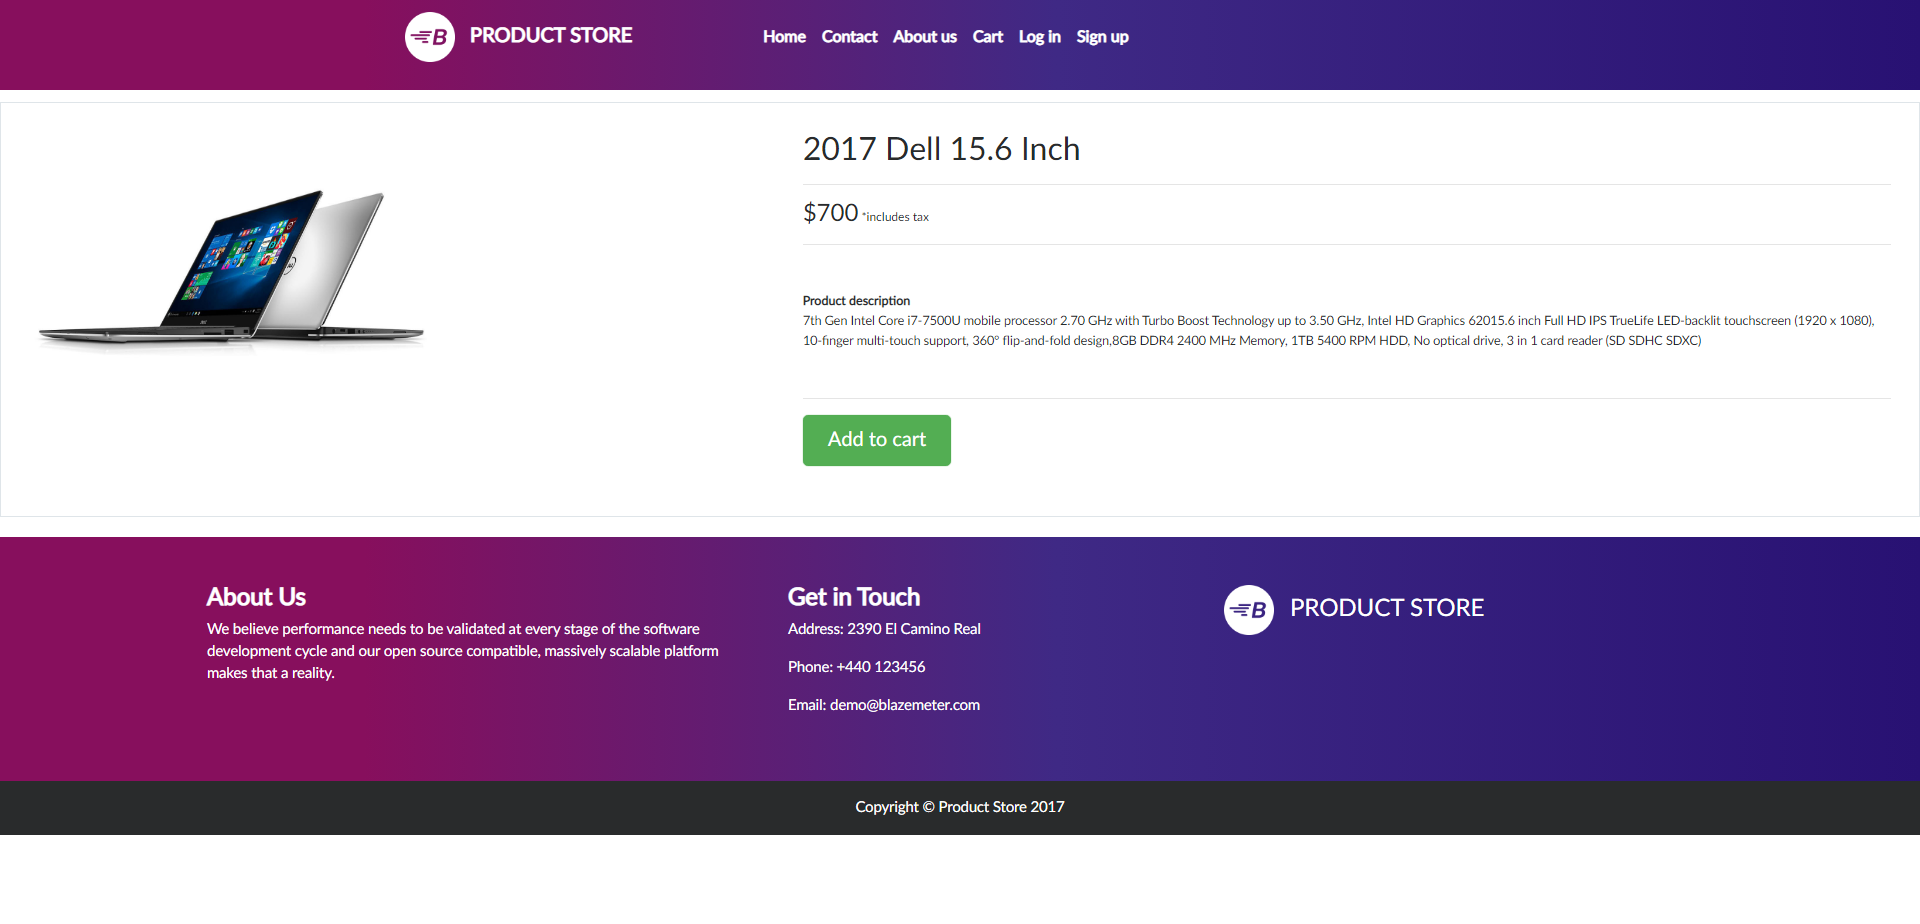 B PRODUCT STORE
Home Contact About us Cart Log in Sign up
2017 Dell 15.6 Inch
$700 *includes tax
Product description
7th Gen Intel Core i7-7500U mobile processor 2.70 GHz with Turbo Boost Technology up to 3.50 GHz, Intel HD Graphics 62015.6 inch Full HD IPS TrueLife LED-backlit touchscreen (1920 x 1080),
10-finger multi-touch support, 360° flip-and-fold design,8GB DDR4 2400 MHz Memory, 1TB 5400 RPM HDD, No optical drive, 3 in 1 card reader (SD SDHC SDXC)
Add to cart
About Us
We believe performance needs to be validated at every stage of the software
development cycle and our open source compatible, massively scalable platform
makes that a reality.
Get in Touch
Address: 2390 El Camino Real
Phone: +440 123456
Email: demo@blazemeter.com
B PRODUCT STORE
Copyright © Product Store 2017